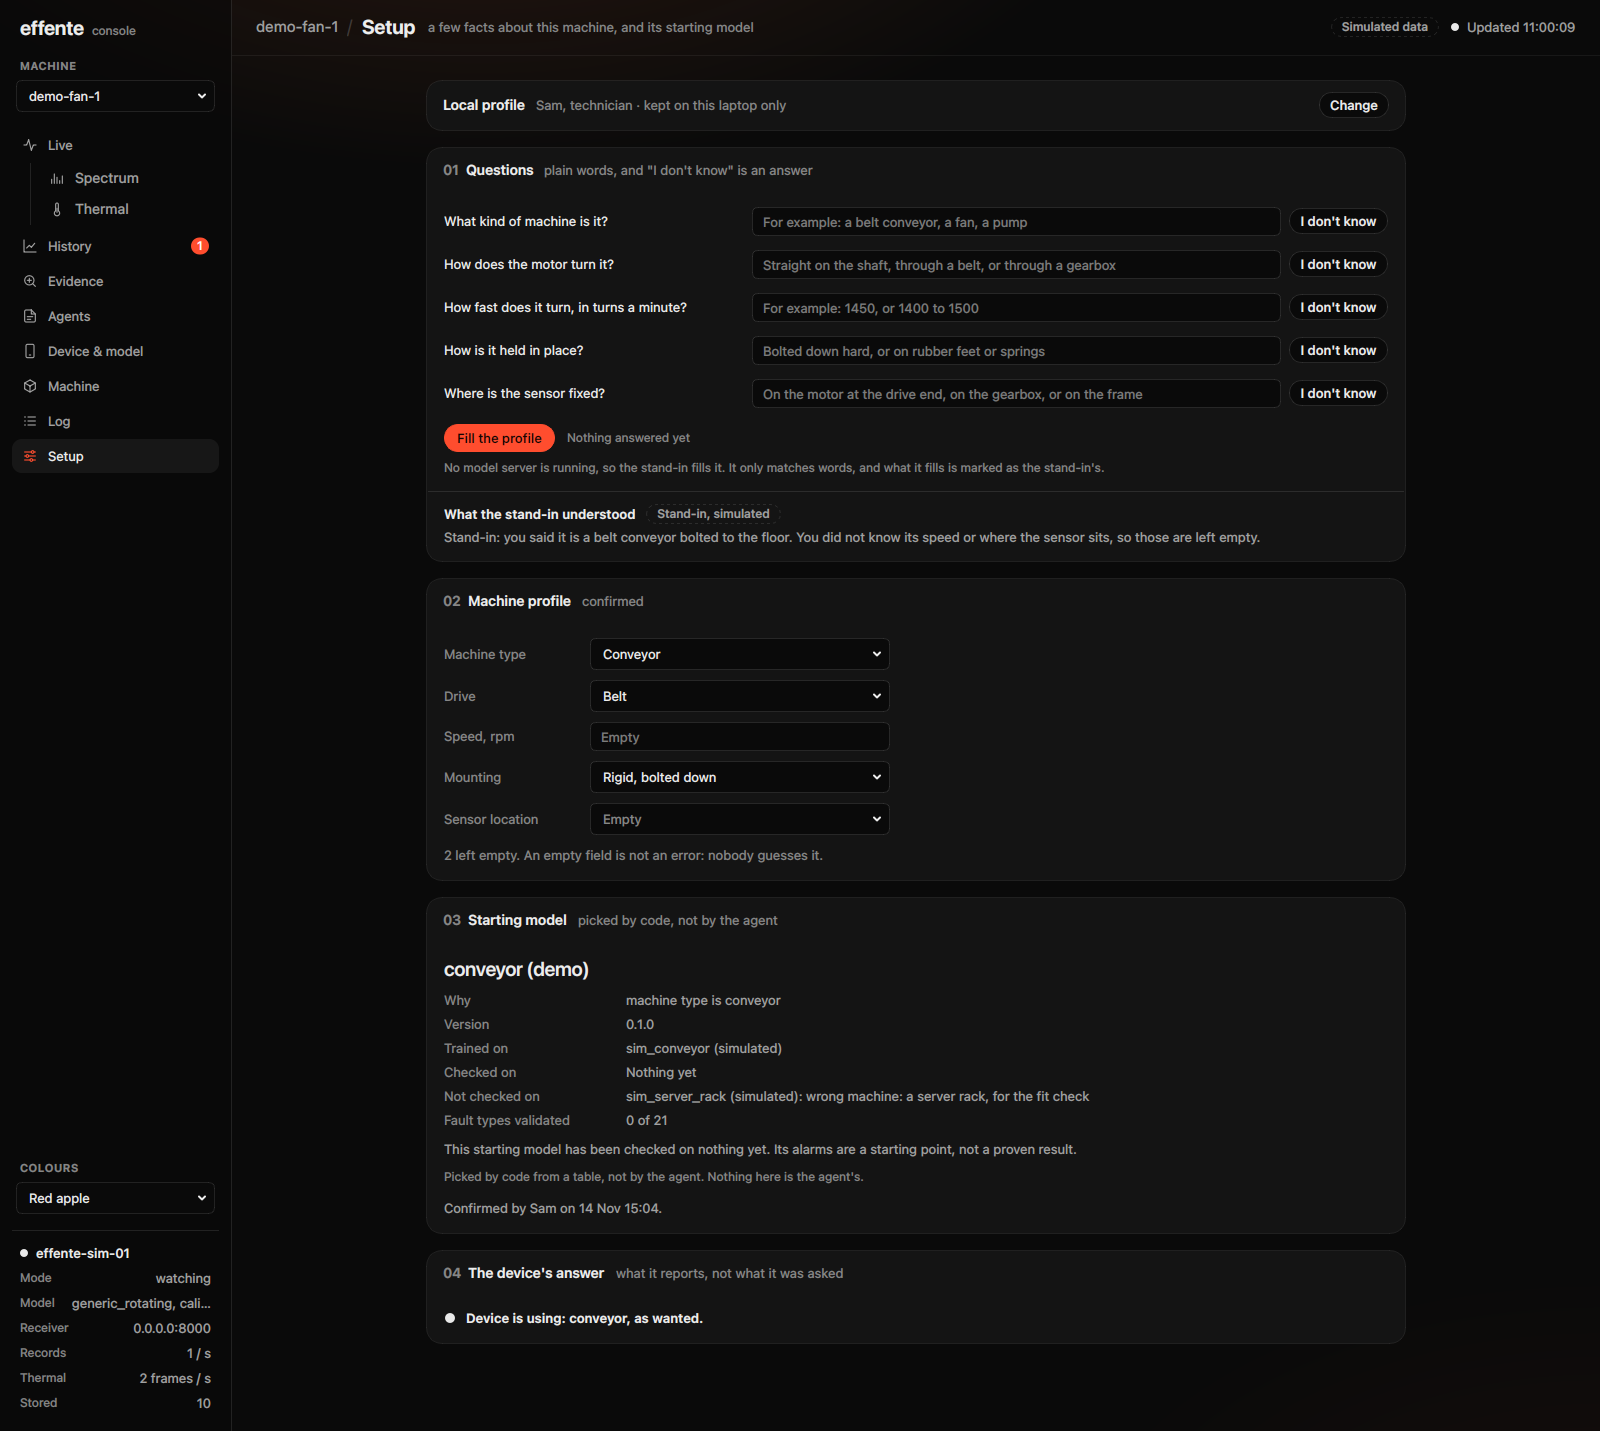 effente console
MACHINE
demo-fan-1
Live
Spectrum
Thermal
History 1
Evidence
Agents
Device & model
Machine
Log
Setup
COLOURS
Red apple
effente-sim-01
Mode watching
Model generic_rotating, cali...
Receiver 0.0.0.0:8000
Records 1 / s
Thermal 2 frames / s
Stored 10
demo-fan-1 / Setup a few facts about this machine, and its starting model
Simulated data Updated 11:00:09
Local profile Sam, technician · kept on this laptop only Change
01 Questions plain words, and "I don't know" is an answer
What kind of machine is it? For example: a belt conveyor, a fan, a pump I don't know
How does the motor turn it? Straight on the shaft, through a belt, or through a gearbox I don't know
How fast does it turn, in turns a minute? For example: 1450, or 1400 to 1500 I don't know
How is it held in place? Bolted down hard, or on rubber feet or springs I don't know
Where is the sensor fixed? On the motor at the drive end, on the gearbox, or on the frame I don't know
Fill the profile Nothing answered yet
No model server is running, so the stand-in fills it. It only matches words, and what it fills is marked as the stand-in's.
What the stand-in understood Stand-in, simulated
Stand-in: you said it is a belt conveyor bolted to the floor. You did not know its speed or where the sensor sits, so those are left empty.
02 Machine profile confirmed
Machine type Conveyor
Drive Belt
Speed, rpm Empty
Mounting Rigid, bolted down
Sensor location Empty
2 left empty. An empty field is not an error: nobody guesses it.
03 Starting model picked by code, not by the agent
conveyor (demo)
Why machine type is conveyor
Version 0.1.0
Trained on sim_conveyor (simulated)
Checked on Nothing yet
Not checked on sim_server_rack (simulated): wrong machine: a server rack, for the fit check
Fault types validated 0 of 21
This starting model has been checked on nothing yet. Its alarms are a starting point, not a proven result.
Picked by code from a table, not by the agent. Nothing here is the agent's.
Confirmed by Sam on 14 Nov 15:04.
04 The device's answer what it reports, not what it was asked
Device is using: conveyor, as wanted.